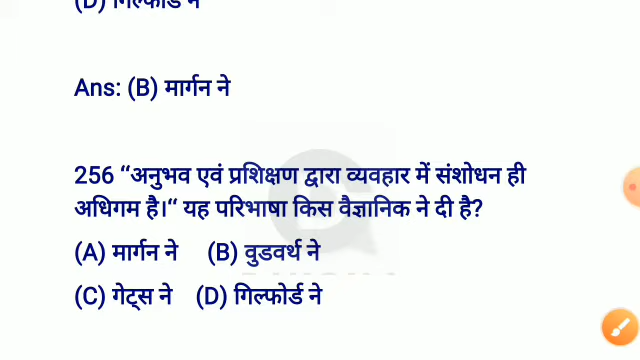 (D) गिल्फोर्ड ने
Ans: (B) मार्गन ने
256 “अनुभव एवं प्रशिक्षण द्वारा व्यवहार में संशोधन ही
अधिगम है।“ यह परिभाषा किस वैज्ञानिक ने दी है?
(A) मार्गन ने (B) वुडवर्थ ने
(C) गेट्स ने (D) गिल्फोर्ड ने